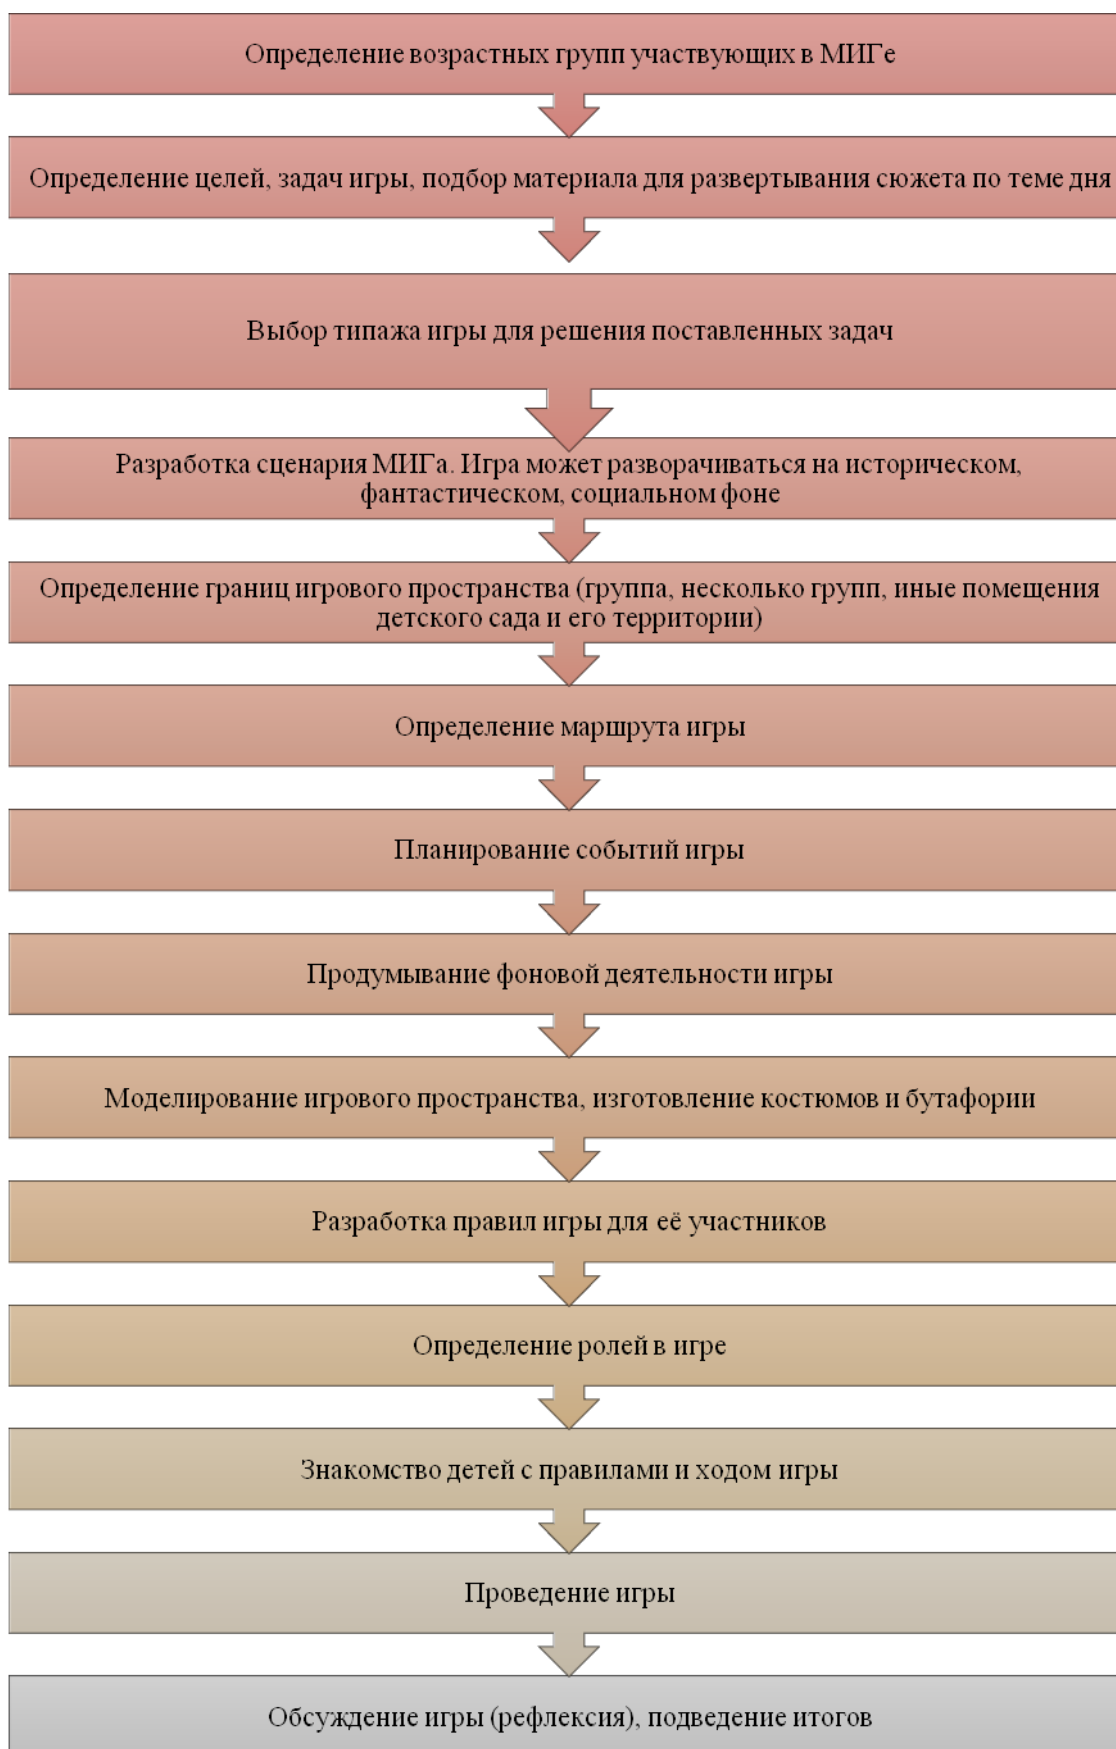 Определение возрастных групп участвующих в МИГе
Определение целей, задач игры, подбор материала для развертывания сюжета по теме дня
Выбор типажа игры для решения поставленных задач
Разработка сценария МИГа. Игра может разворачиваться на историческом,
фантастическом, социальном фоне
Определение границ игрового пространства (группа, несколько групп, иные помещения
детского сада и его территории)
Определение маршрута игры
Планирование событий игры
Продумывание фоновой деятельности игры
Моделирование игрового пространства, изготовление костюмов и бутафории
Разработка правил игры для её участников
Определение ролей в игре
Знакомство детей с правилами и ходом игры
Проведение игры
Обсуждение игры (рефлексия), подведение итогов